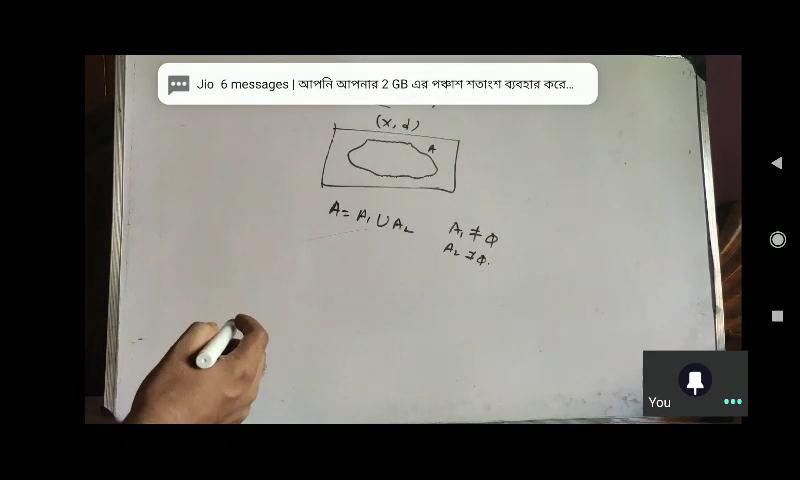 Jio 6 messages | আপনি আপনার 2 GB এর পঞ্চাশ শতাংশ ব্যবহার করে...
(x, d)
A
A = A₁ ∪ A₂
A₁ ≠ φ
A₂ ≠ φ.
You